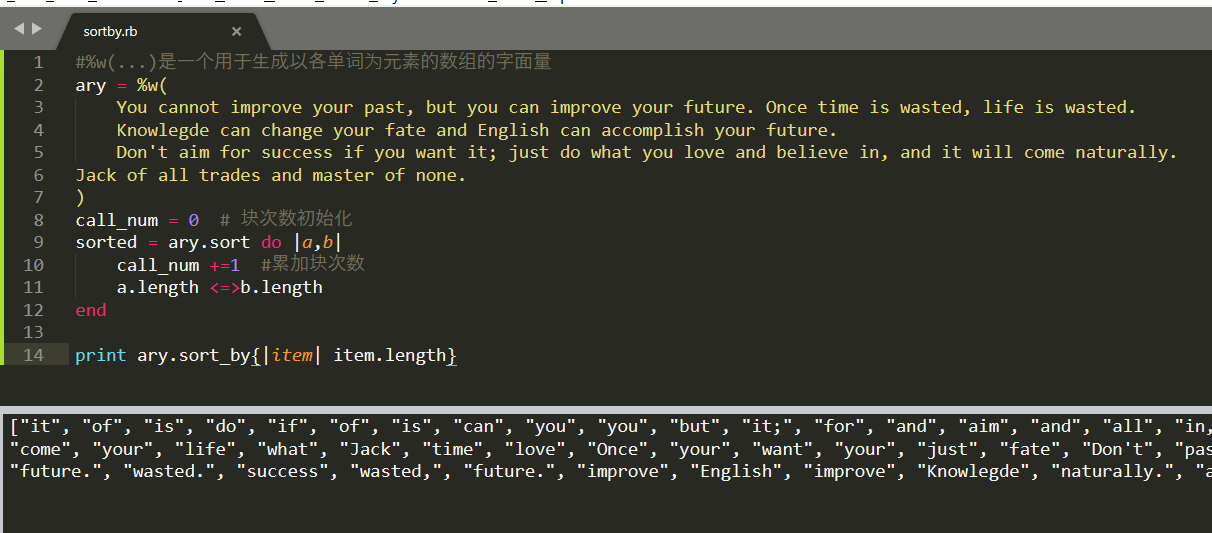 sortby.rb
1 #%w(...)是一个用于生成以各单词为元素的数组的字面量
2 ary = %w(
3 You cannot improve your past, but you can improve your future. Once time is wasted, life is wasted.
4 Knowlegde can change your fate and English can accomplish your future.
5 Don't aim for success if you want it; just do what you love and believe in, and it will come naturally.
6 Jack of all trades and master of none.
7 )
8 call_num = 0 # 块次数初始化
9 sorted = ary.sort do |a,b|
10 call_num +=1 #累加块次数
11 a.length <=>b.length
12 end
13
14 print ary.sort_by{|item| item.length}
["it", "of", "is", "do", "if", "of", "is", "can", "you", "you", "but", "it;", "for", "and", "aim", "and", "all", "in,
"come", "your", "life", "what", "Jack", "time", "love", "Once", "your", "want", "your", "just", "fate", "Don't", "pas
"future.", "wasted.", "success", "wasted,", "future.", "improve", "English", "improve", "Knowlegde", "naturally.", "a